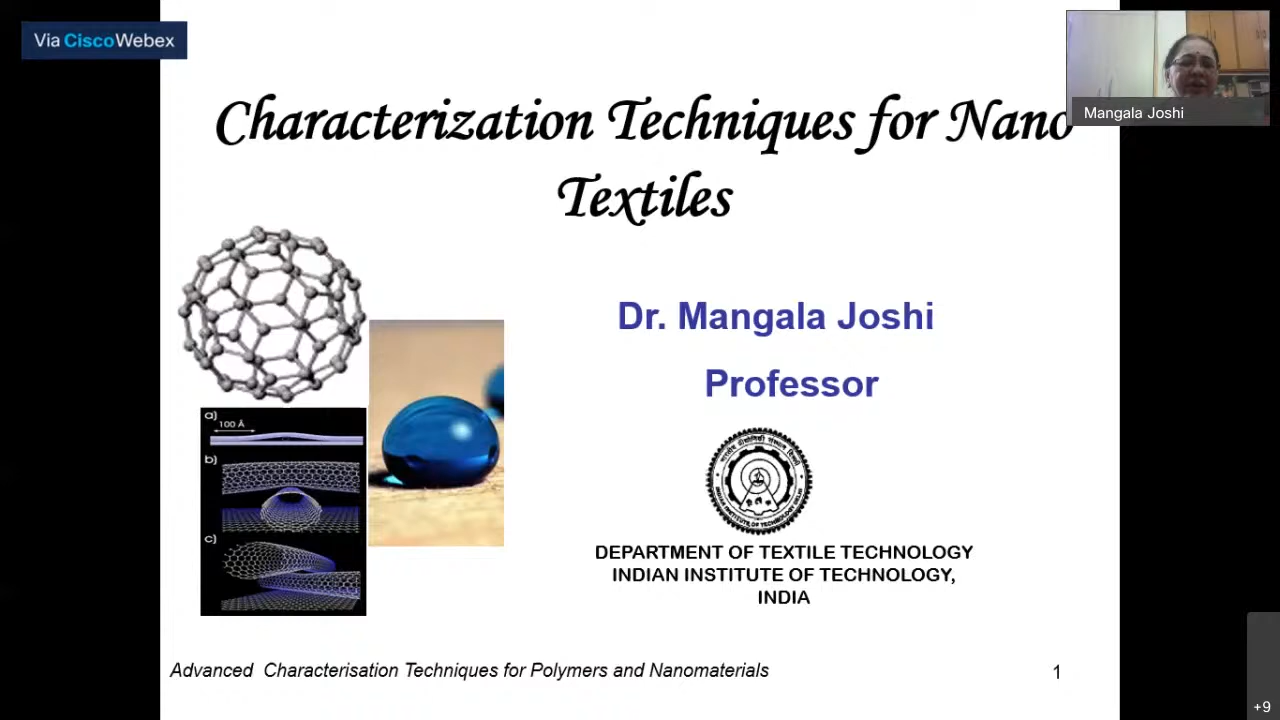 Via CiscoWebex
Mangala Joshi
Characterization Techniques for Nano
Textiles
Dr. Mangala Joshi
Professor
a)
100 Å
b)
c)
DEPARTMENT OF TEXTILE TECHNOLOGY
INDIAN INSTITUTE OF TECHNOLOGY,
INDIA
Advanced Characterisation Techniques for Polymers and Nanomaterials
1
+9